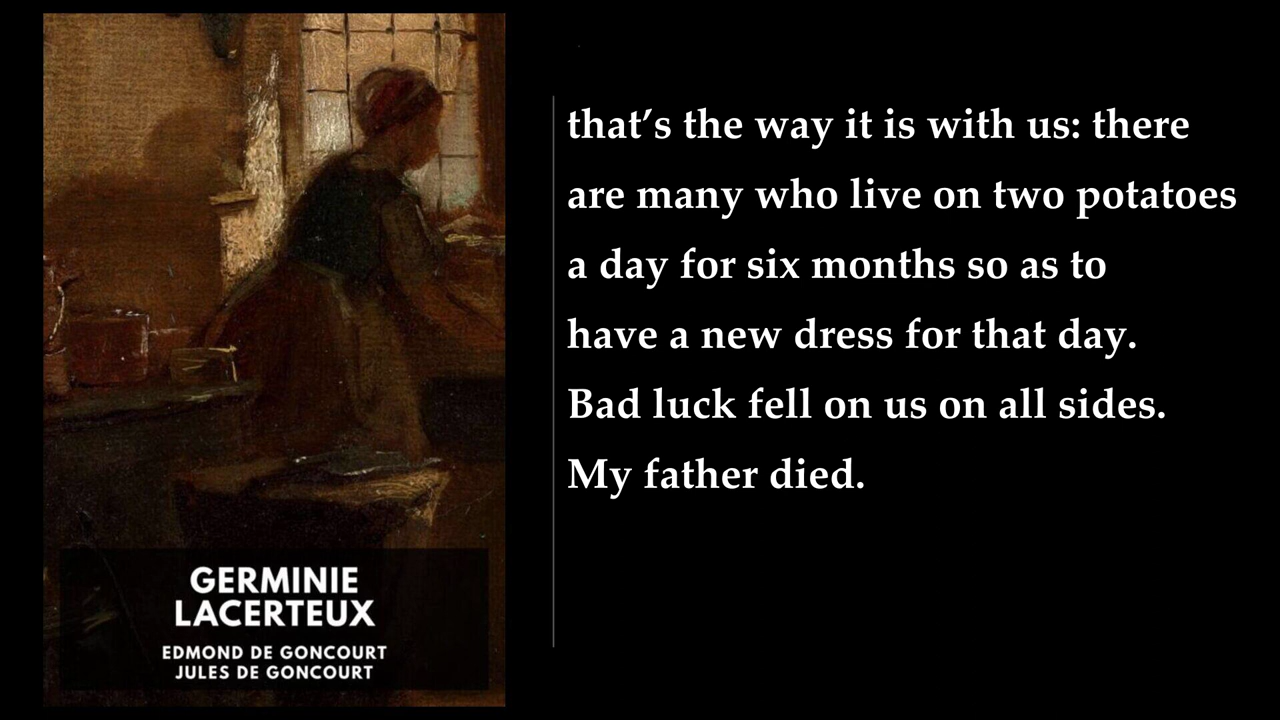 that’s the way it is with us: there
are many who live on two potatoes
a day for six months so as to
have a new dress for that day.
Bad luck fell on us on all sides.
My father died.
GERMINIE
LACERTEUX
EDMOND DE GONCOURT
JULES DE GONCOURT